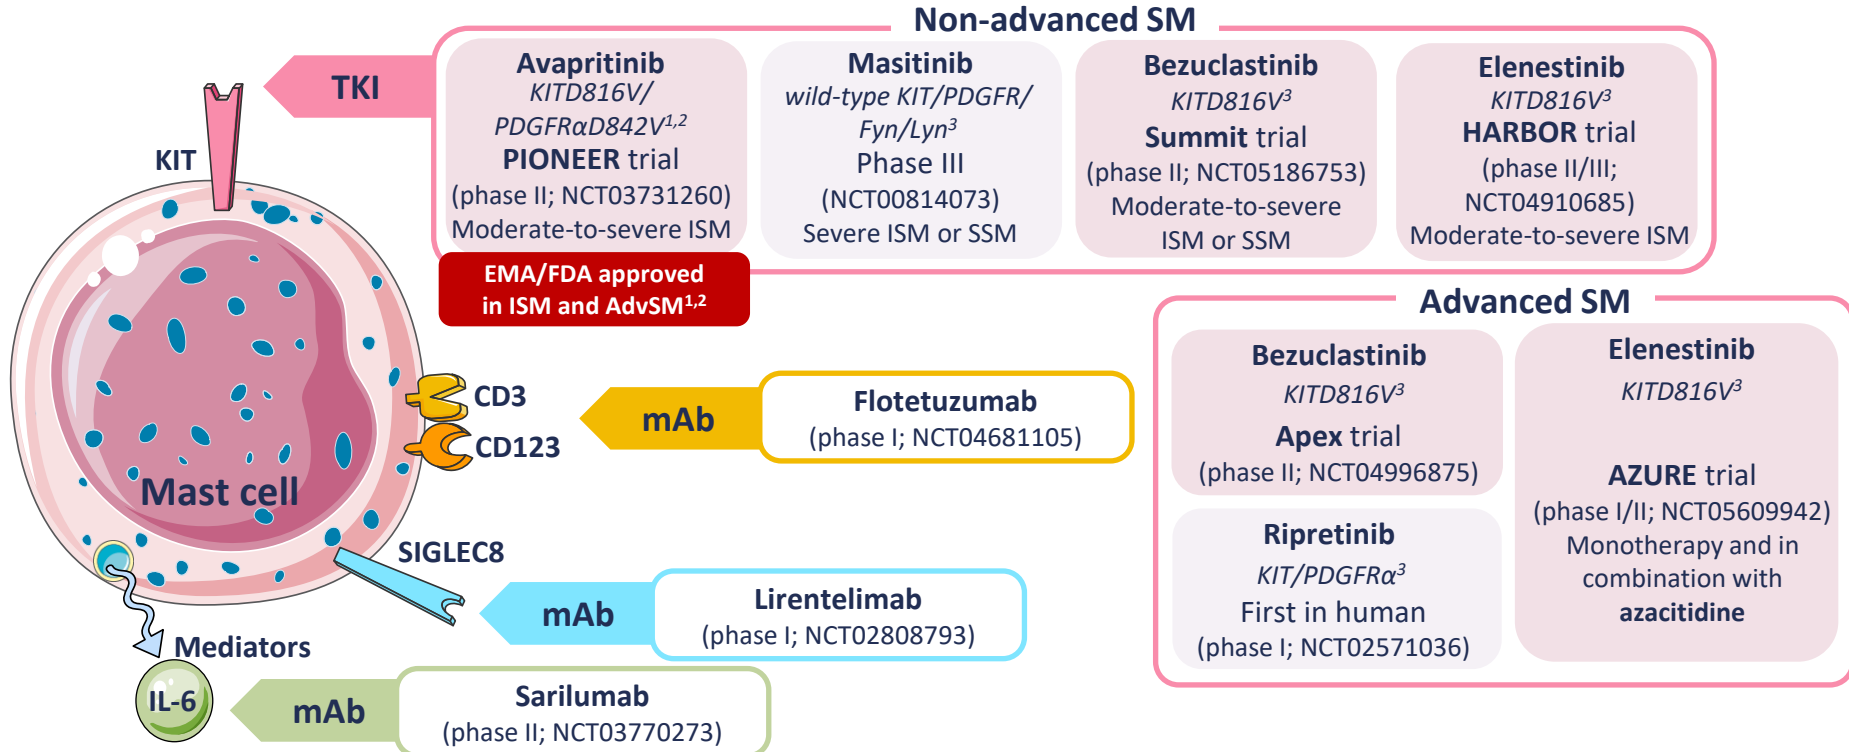 Non-advanced SM
TKI
Avapritinib
KITD816V/
PDGFRαD842V1,2
PIONEER trial
(phase II; NCT03731260)
Moderate-to-severe ISM
EMA/FDA approved
in ISM and AdvSM1,2
Masitinib
wild-type KIT/PDGFR/
Fyn/Lyn3
Phase III
(NCT00814073)
Severe ISM or SSM
Bezuclastinib
KITD816V3
Summit trial
(phase II; NCT05186753)
Moderate-to-severe
ISM or SSM
Elenestinib
KITD816V3
HARBOR trial
(phase II/III;
NCT04910685)
Moderate-to-severe ISM
Advanced SM
Bezuclastinib
KITD816V3
Apex trial
(phase II; NCT04996875)
Ripretinib
KIT/PDGFRα3
First in human
(phase I; NCT02571036)
Elenestinib
KITD816V3
AZURE trial
(phase I/II; NCT05609942)
Monotherapy and in
combination with
azacitidine
KIT
Mast cell
CD3
CD123
mAb
Flotetuzumab
(phase I; NCT04681105)
SIGLEC8
mAb
Lirentelimab
(phase I; NCT02808793)
Mediators
IL-6
mAb
Sarilumab
(phase II; NCT03770273)